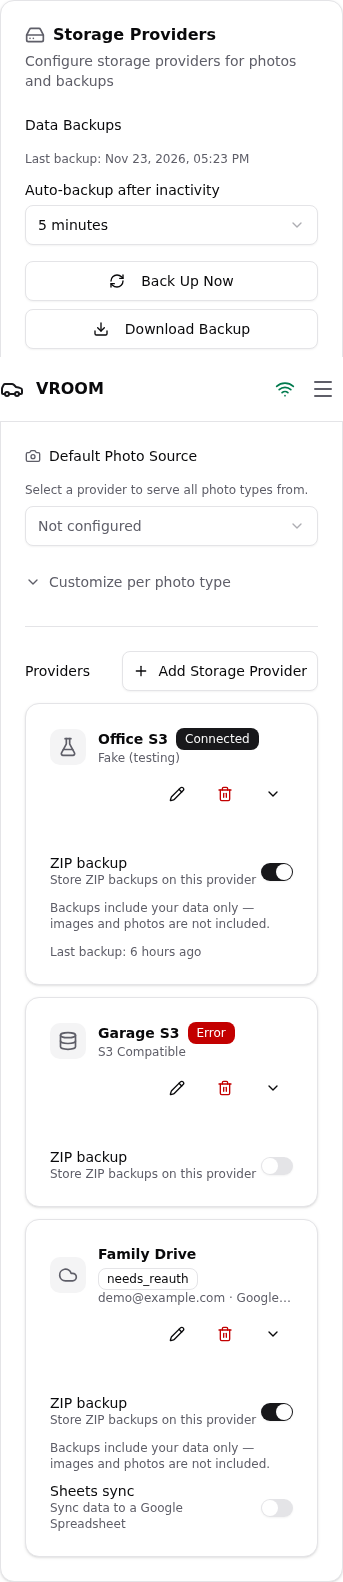 Storage Providers
Configure storage providers for photos
and backups
Data Backups
Last backup: Nov 23, 2026, 05:23 PM
Auto-backup after inactivity
5 minutes
Back Up Now
Download Backup
VROOM
Default Photo Source
Select a provider to serve all photo types from.
Not configured
Customize per photo type
Providers
Add Storage Provider
Office S3 Connected
Fake (testing)
ZIP backup
Store ZIP backups on this provider
Backups include your data only —
images and photos are not included.
Last backup: 6 hours ago
Garage S3 Error
S3 Compatible
ZIP backup
Store ZIP backups on this provider
Family Drive
needs_reauth
demo@example.com · Google...
ZIP backup
Store ZIP backups on this provider
Backups include your data only —
images and photos are not included.
Sheets sync
Sync data to a Google
Spreadsheet